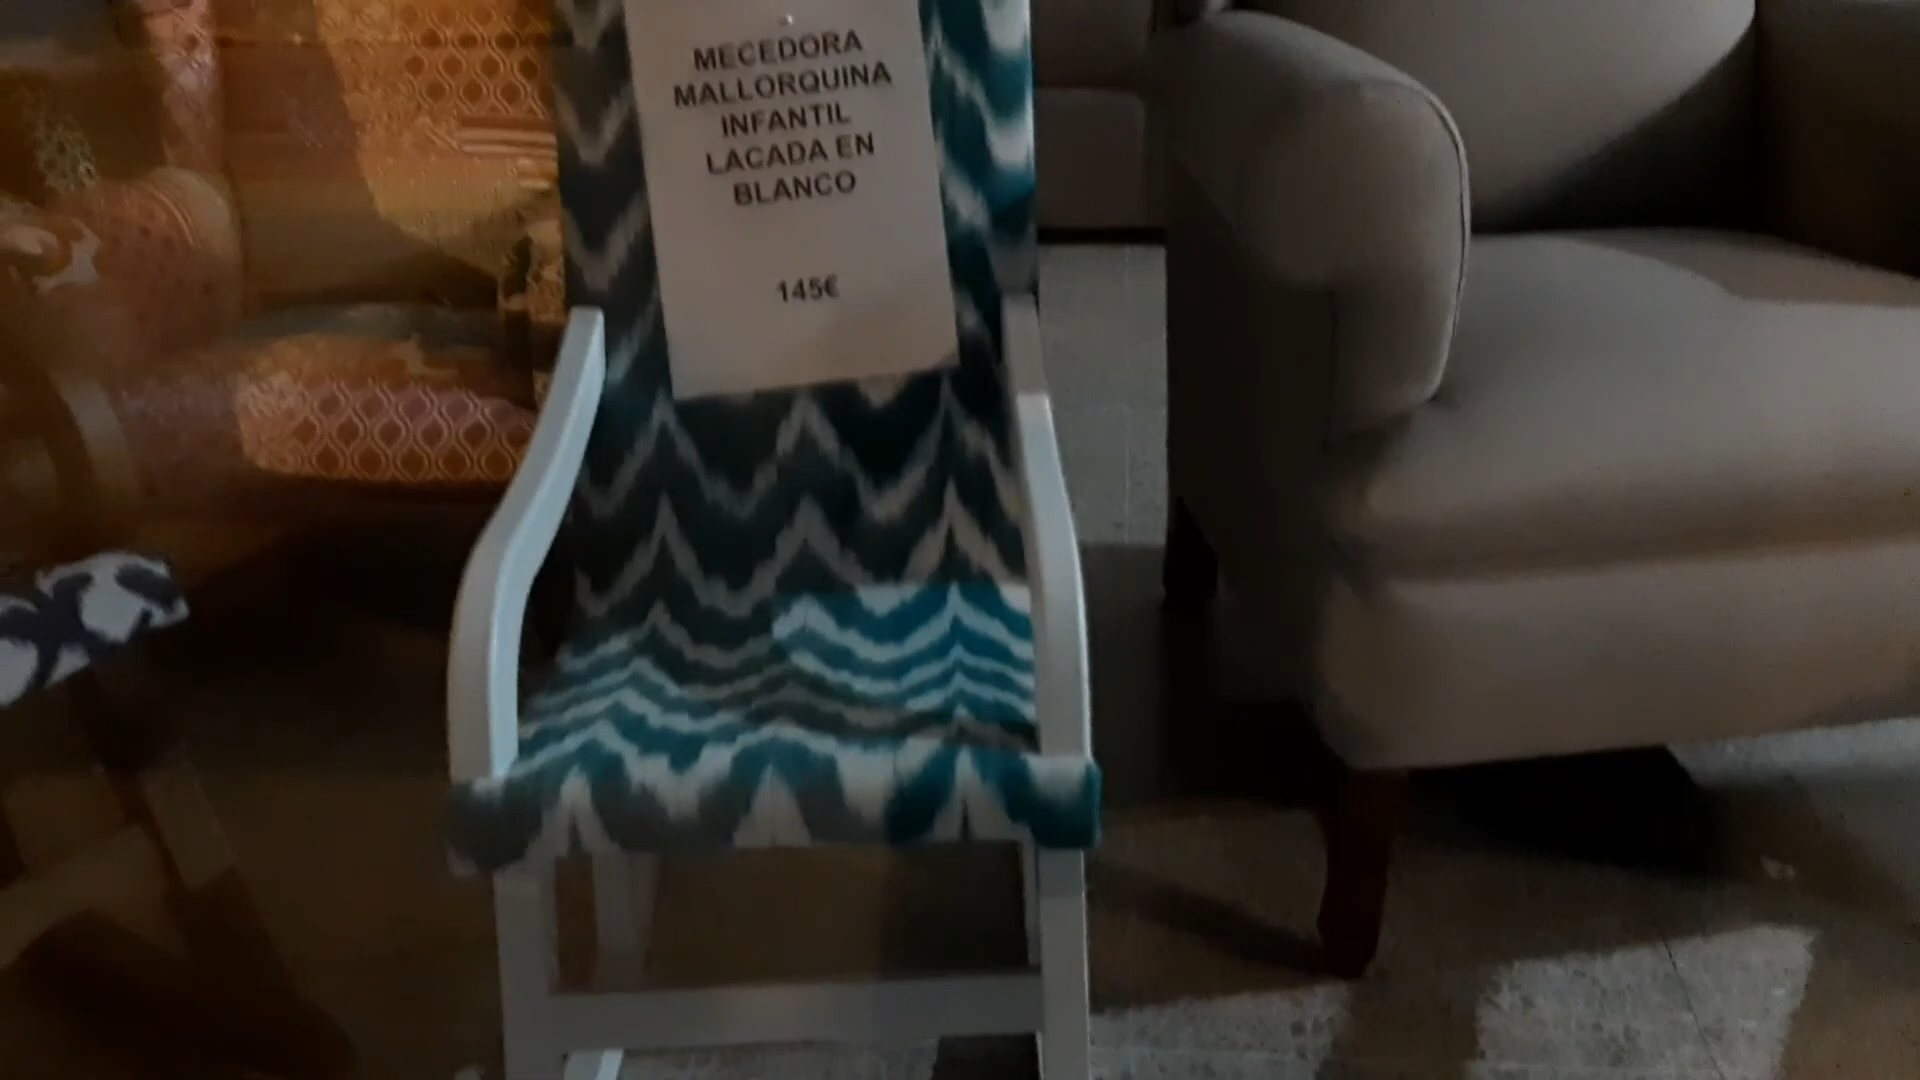 MECEDORA
MALLORQUINA
INFANTIL
LACADA EN
BLANCO
145€